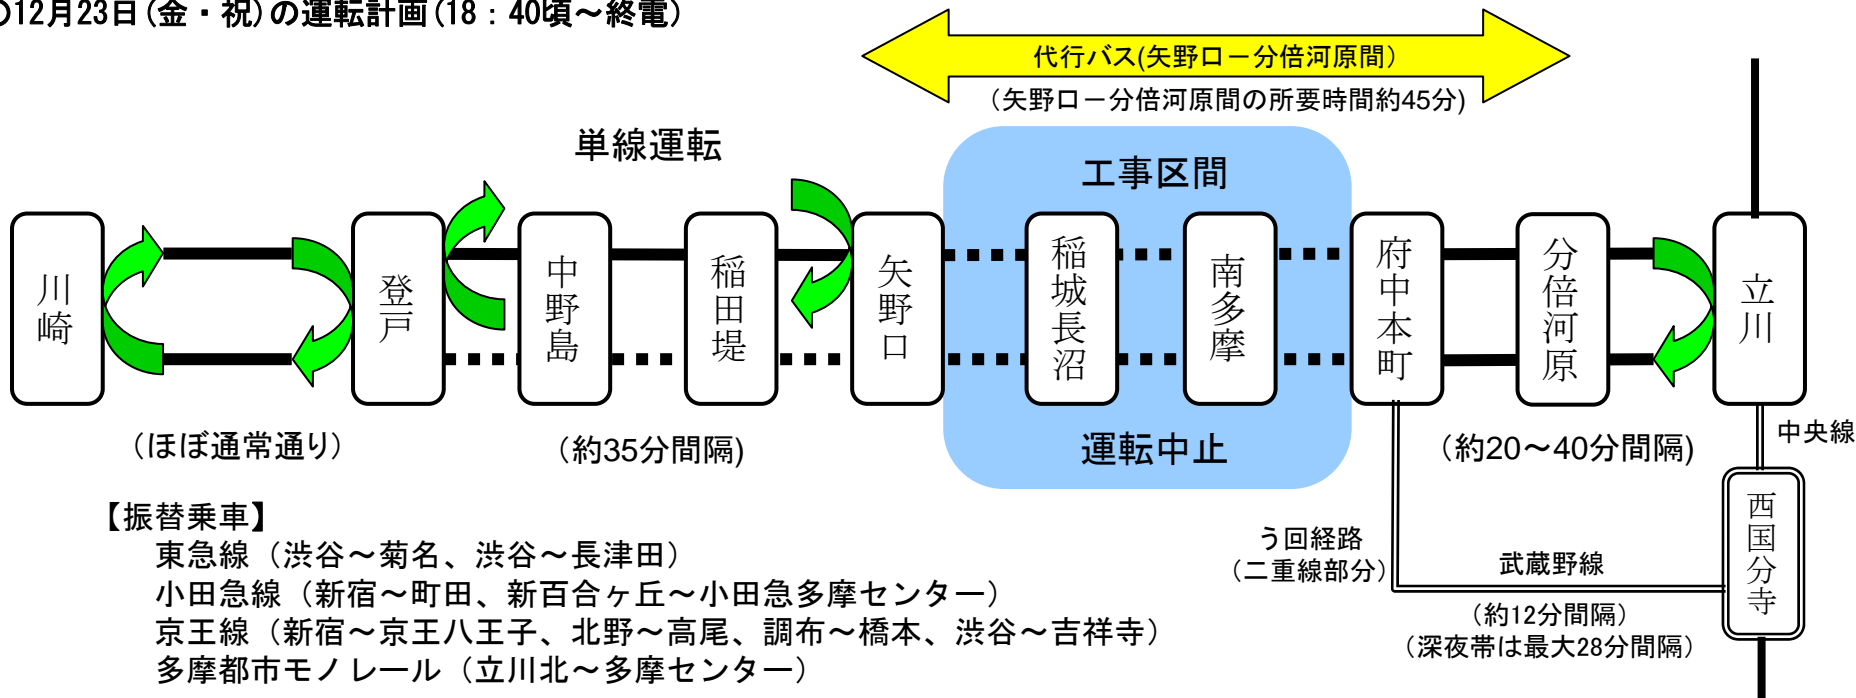 12月23日(金・祝)の運転計画(18：40頃～終電)
代行バス(矢野口－分倍河原間)
(矢野口－分倍河原間の所要時間約45分)
単線運転
工事区間
川崎
登戸
中野島
稲田堤
矢野口
稲城長沼
南多摩
府中本町
分倍河原
立川
(ほぼ通常通り)
(約35分間隔)
運転中止
(約20～40分間隔)
中央線
西国分寺
【振替乗車】
東急線（渋谷～菊名、渋谷～長津田）
小田急線（新宿～町田、新百合ヶ丘～小田急多摩センター）
京王線（新宿～京王八王子、北野～高尾、調布～橋本、渋谷～吉祥寺）
多摩都市モノレール（立川北～多摩センター）
う回経路
(二重線部分)
武蔵野線
(約12分間隔)
(深夜帯は最大28分間隔)